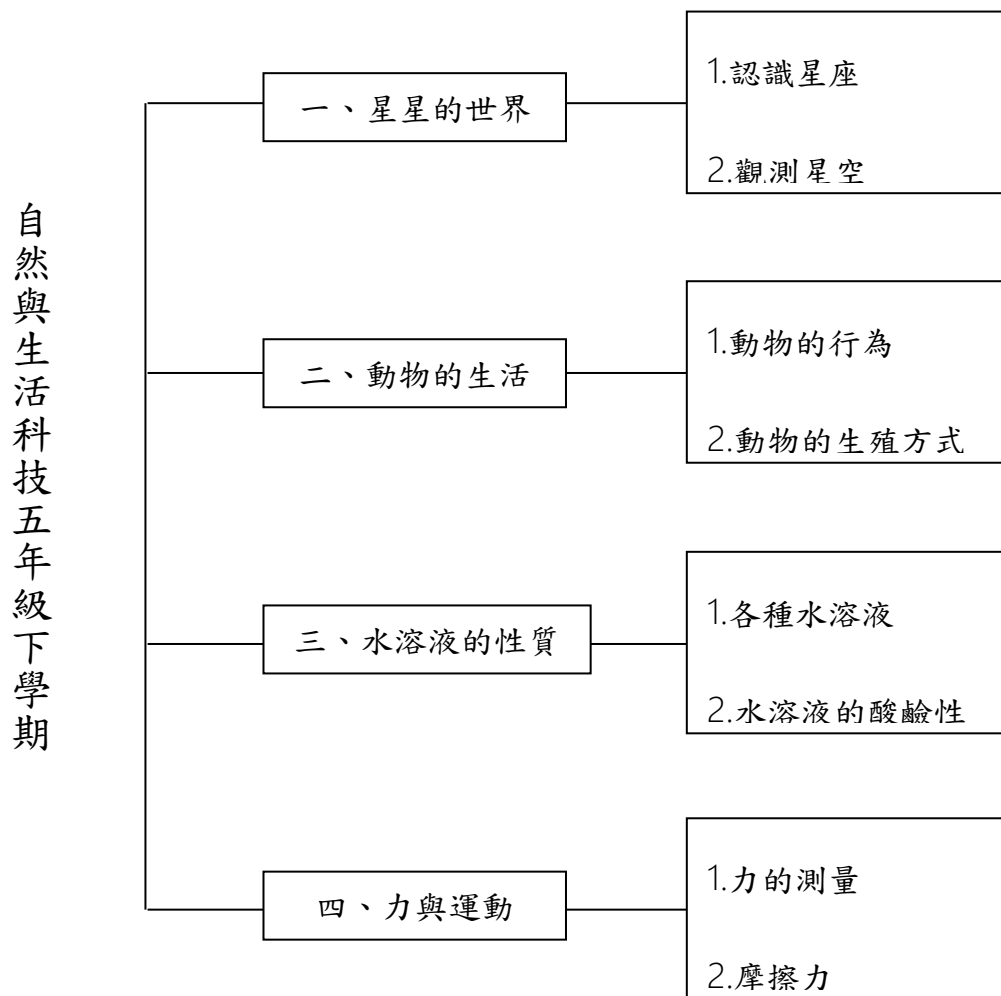 自然與生活科技五年級下學期
一、星星的世界
1.認識星座
2.觀測星空
二、動物的生活
1.動物的行為
2.動物的生殖方式
三、水溶液的性質
1.各種水溶液
2.水溶液的酸鹼性
四、力與運動
1.力的測量
2.摩擦力